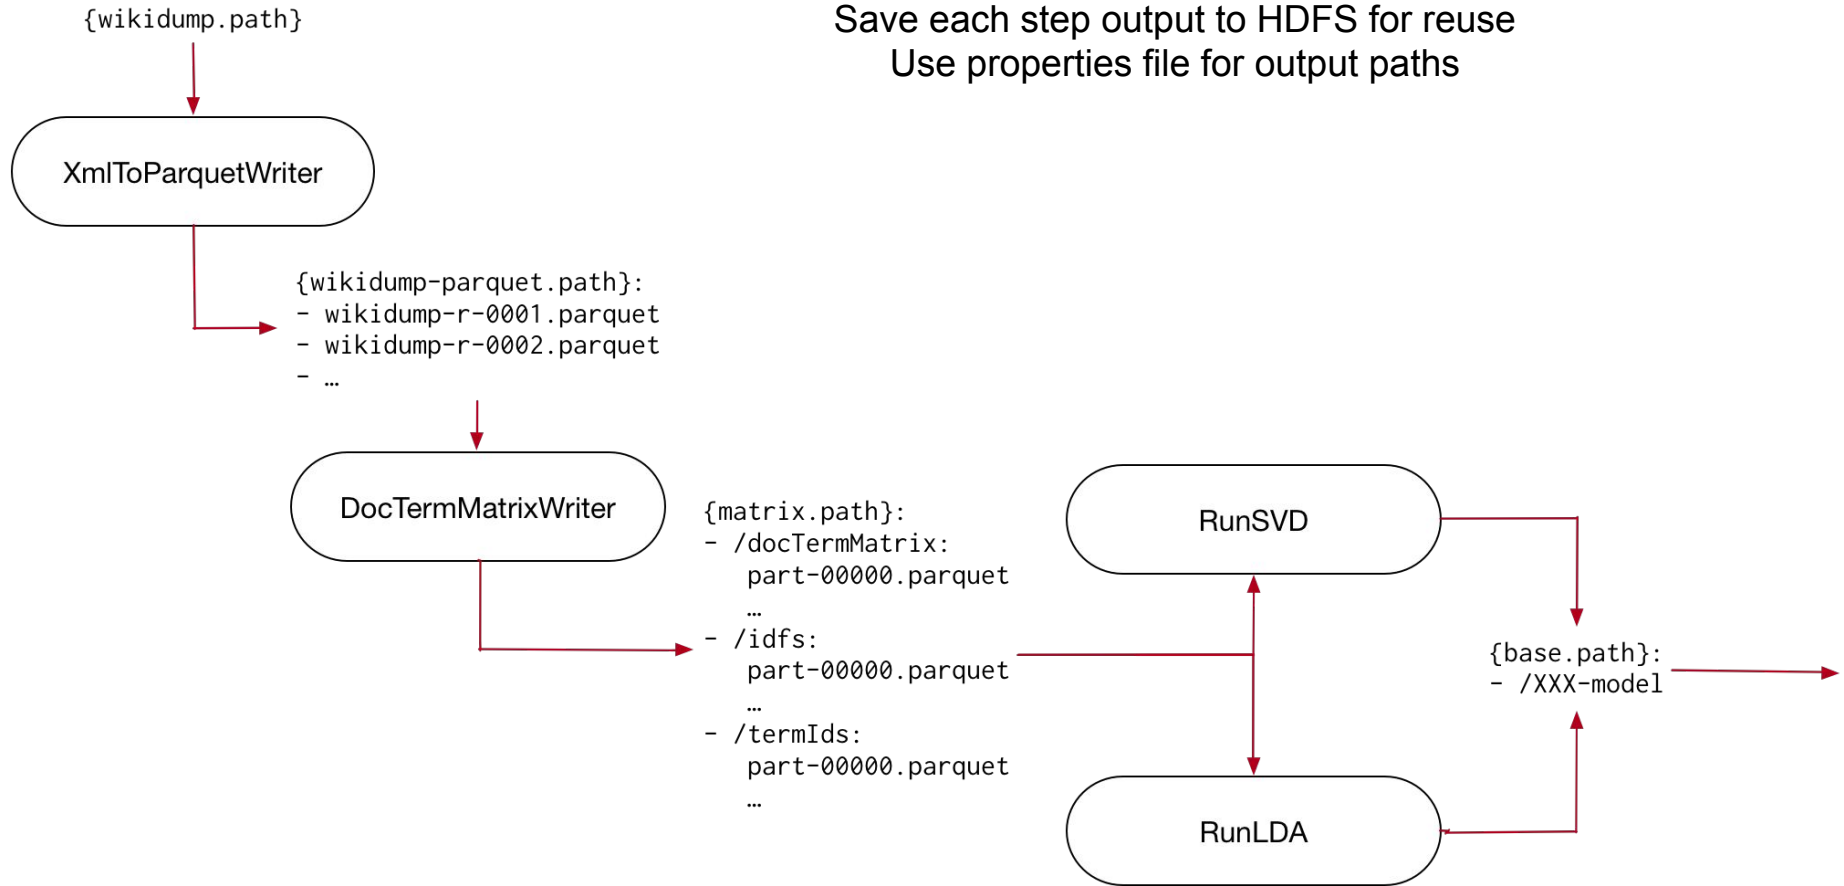 {wikidump.path}
Save each step output to HDFS for reuse
Use properties file for output paths
XmlToParquetWriter
{wikidump-parquet.path}:
- wikidump-r-0001.parquet
- wikidump-r-0002.parquet
- …
DocTermMatrixWriter
{matrix.path}:
- /docTermMatrix:
part-00000.parquet
…
- /idfs:
part-00000.parquet
…
- /termIds:
part-00000.parquet
…
RunSVD
RunLDA
{base.path}:
- /XXX-model